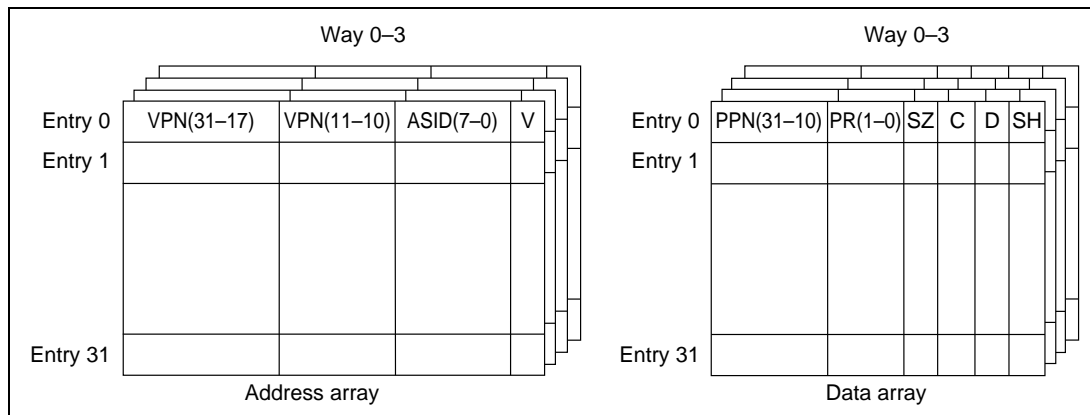 Way 0–3
Entry 0 VPN(31–17) VPN(11–10) ASID(7–0) V
Entry 1
Entry 31
Address array
Way 0–3
Entry 0 PPN(31–10) PR(1–0) SZ C D SH
Entry 1
Entry 31
Data array